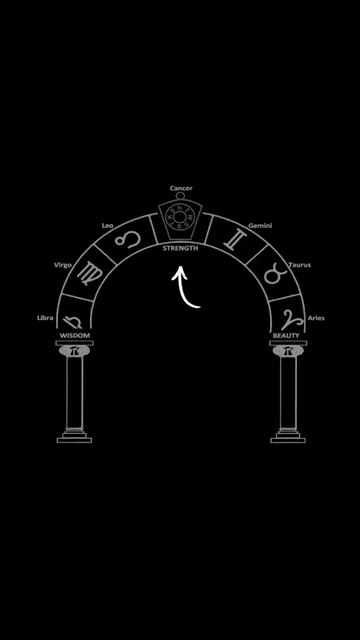 Cancer
Leo
Gemini
STRENGTH
Virgo
Taurus
Libra
Aries
WISDOM
BEAUTY